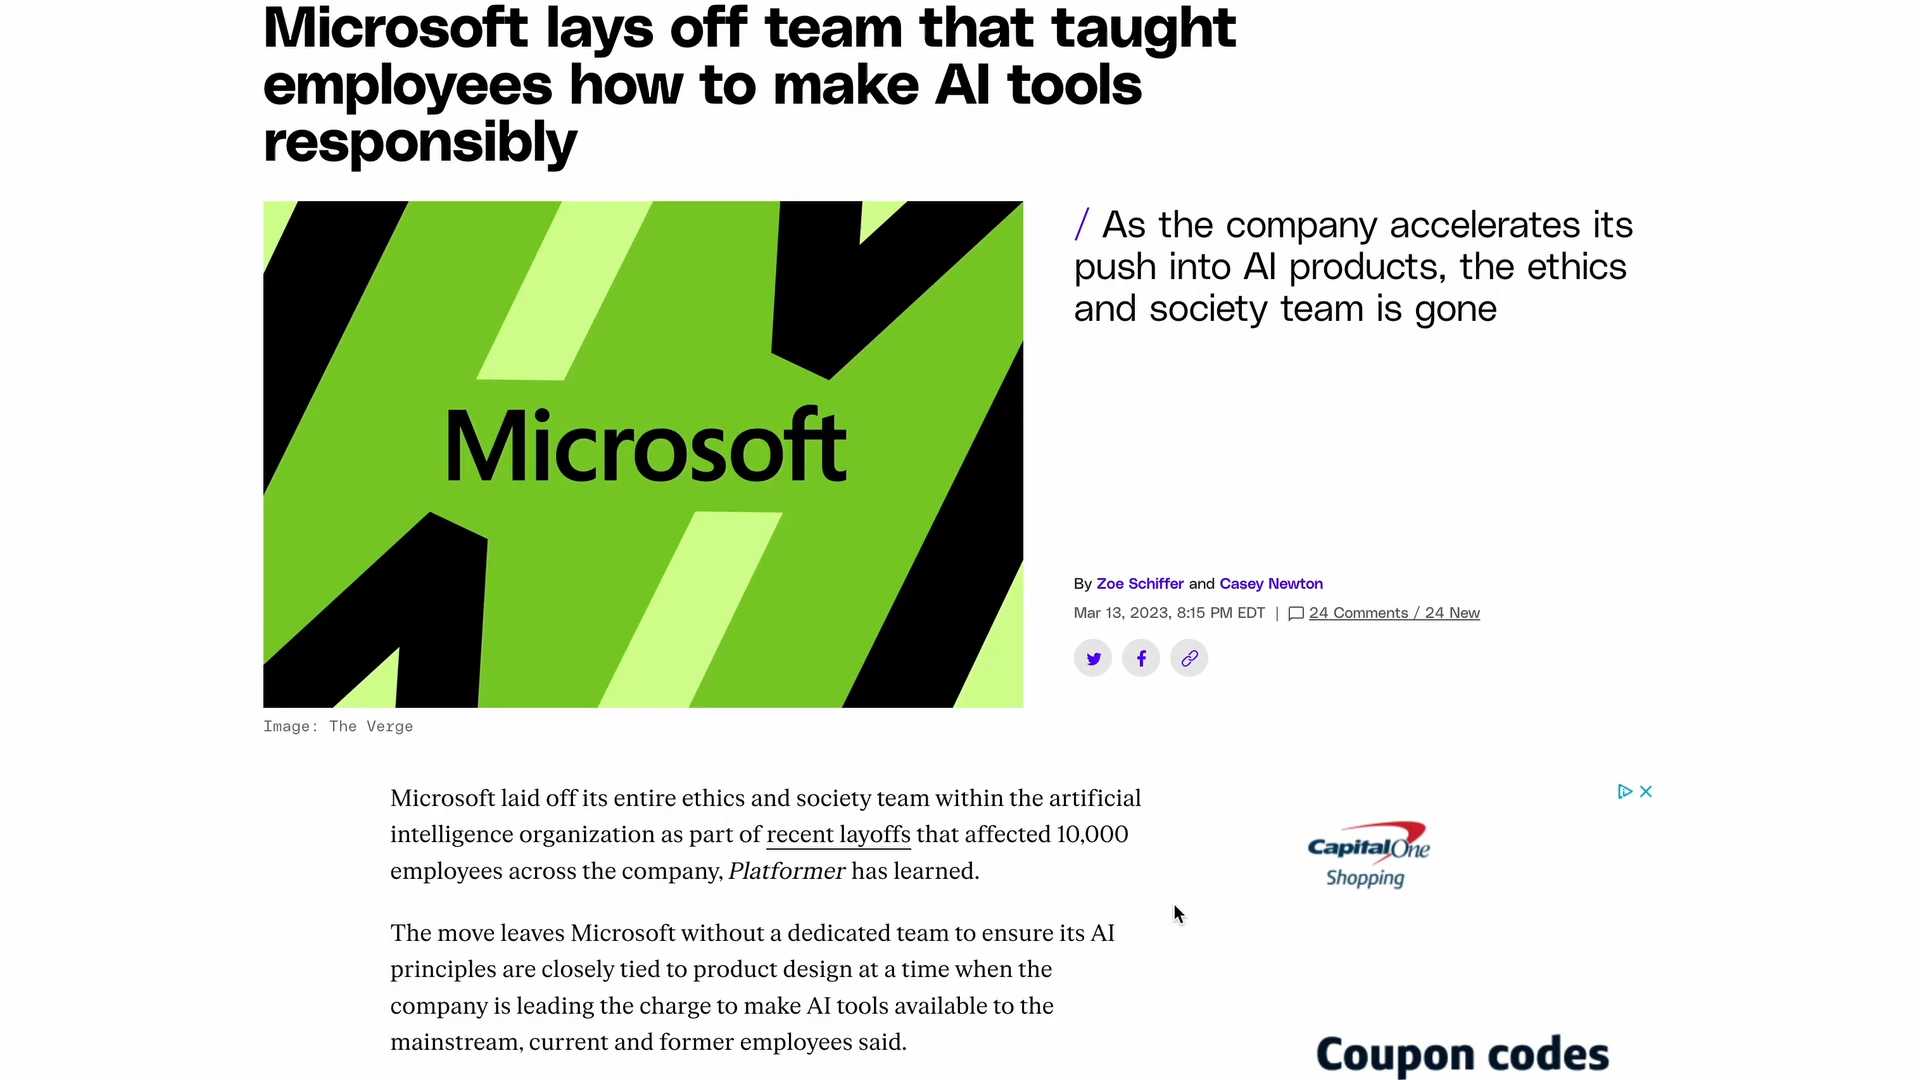 Microsoft lays off team that taught
employees how to make AI tools
responsibly
Microsoft
/ As the company accelerates its
push into AI products, the ethics
and society team is gone
By Zoe Schiffer and Casey Newton
Mar 13, 2023, 8:15 PM EDT | 24 Comments / 24 New
Image: The Verge
Microsoft laid off its entire ethics and society team within the artificial
intelligence organization as part of recent layoffs that affected 10,000
employees across the company, Platformer has learned.
The move leaves Microsoft without a dedicated team to ensure its AI
principles are closely tied to product design at a time when the
company is leading the charge to make AI tools available to the
mainstream, current and former employees said.
Capital One
Shopping
Coupon codes